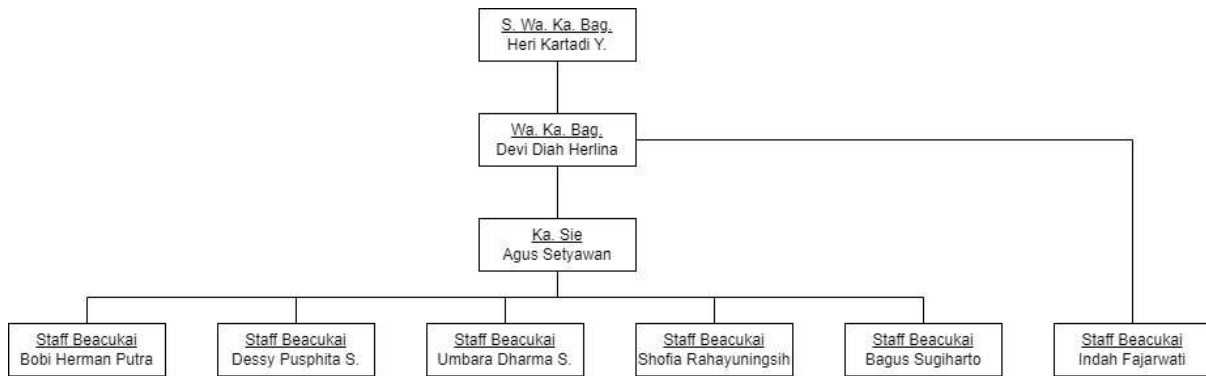 S. Wa. Ka. Bag.
Heri Kartadi Y.
Wa. Ka. Bag.
Devi Diah Herlina
Ka. Sie
Agus Setyawan
Staff Beacukai
Bobi Herman Putra
Staff Beacukai
Dessy Pusphita S.
Staff Beacukai
Umbara Dharma S.
Staff Beacukai
Shofia Rahayuningsih
Staff Beacukai
Bagus Sugiharto
Staff Beacukai
Indah Fajarwati